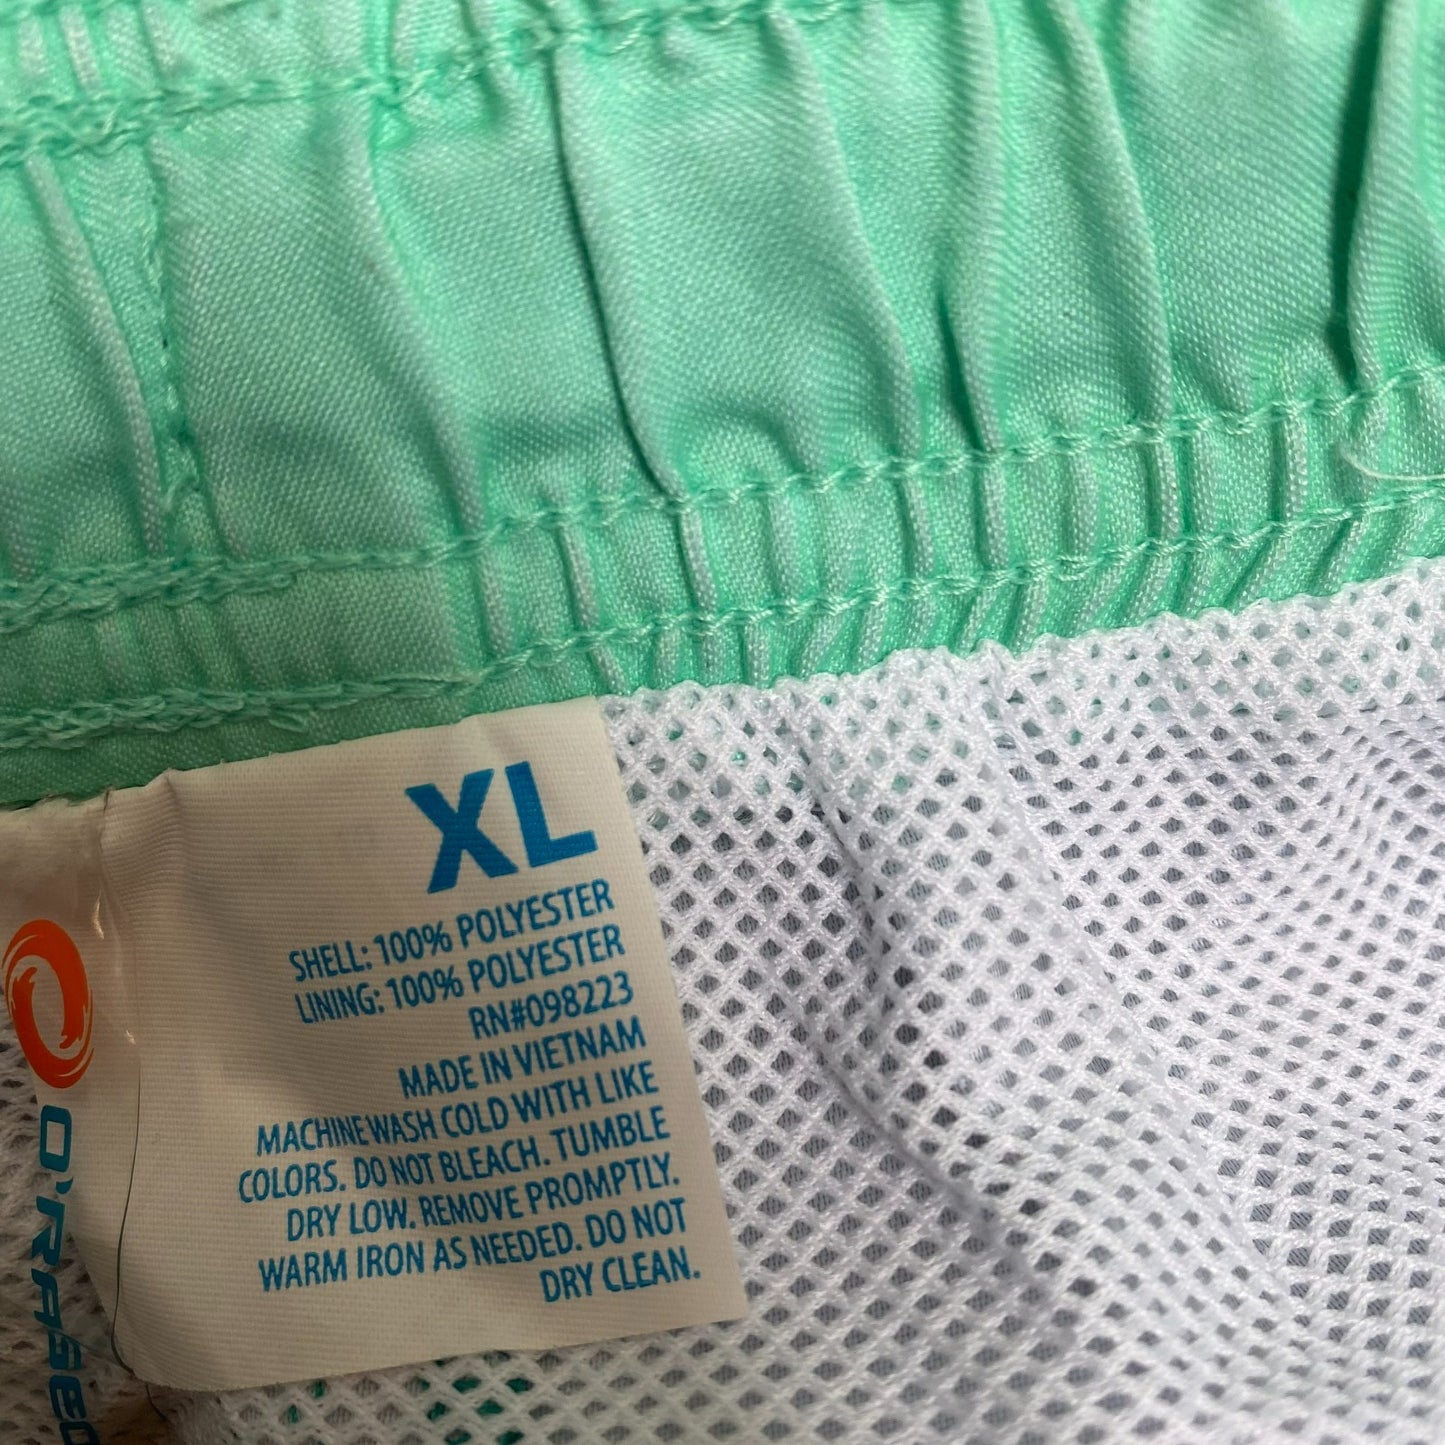 XL
SHELL: 100% POLYESTER
LINING: 100% POLYESTER
RN#098223
MADE IN VIETNAM
MACHINE WASH COLD WITH LIKE
COLORS. DO NOT BLEACH. TUMBLE
DRY LOW. REMOVE PROMPTLY.
WARM IRON AS NEEDED. DO NOT
DRY CLEAN.